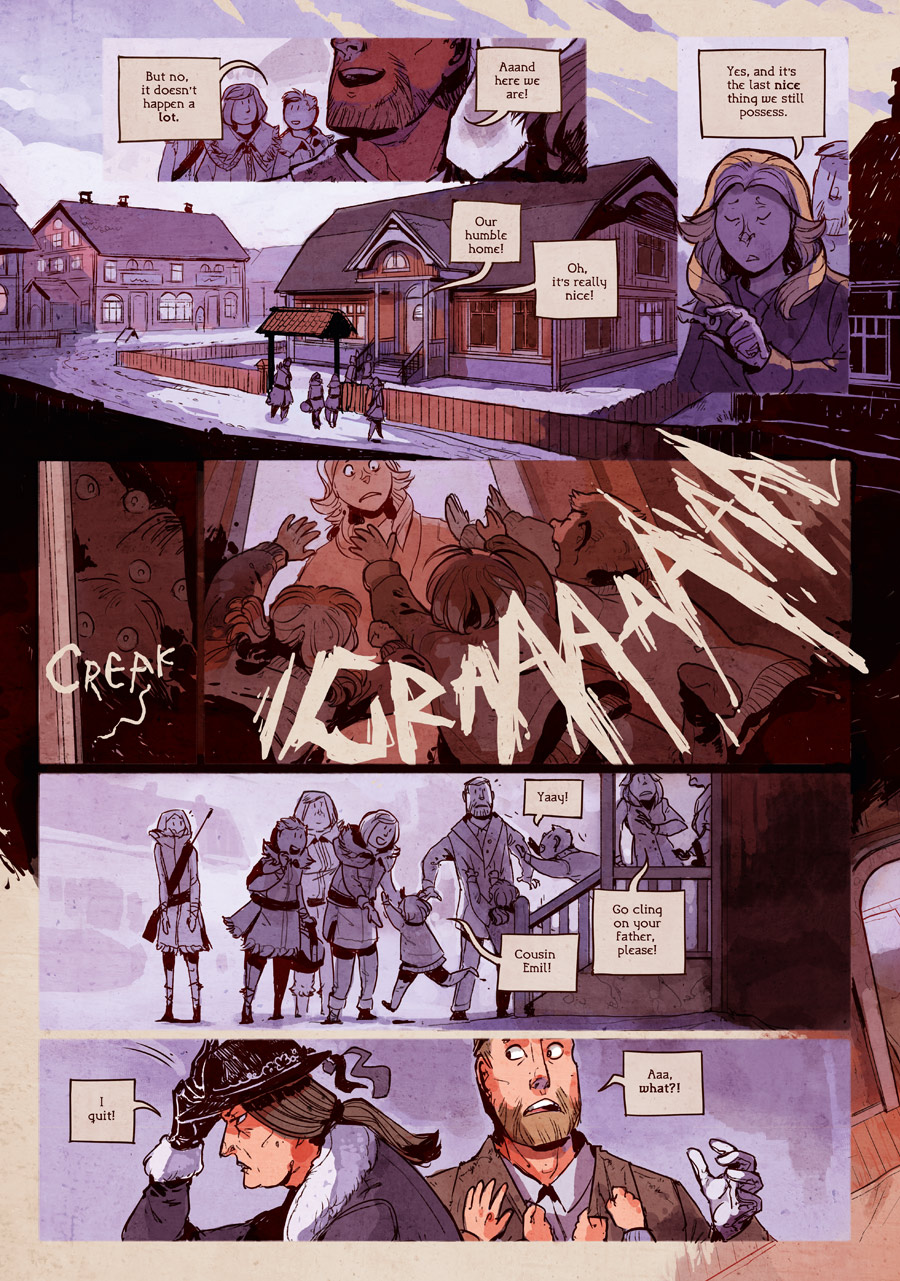 But no,
it doesn't
happen a
lot.
Aaand
here we
are!
Yes, and it's
the last nice
thing we still
possess.
Our
humble
home!
Oh,
it's really
nice!
CREAK
GRAAAAAAAAA
Yaay!
Go cling
on your
father,
please!
Cousin
Emil!
I
quit!
Aaa,
what?!